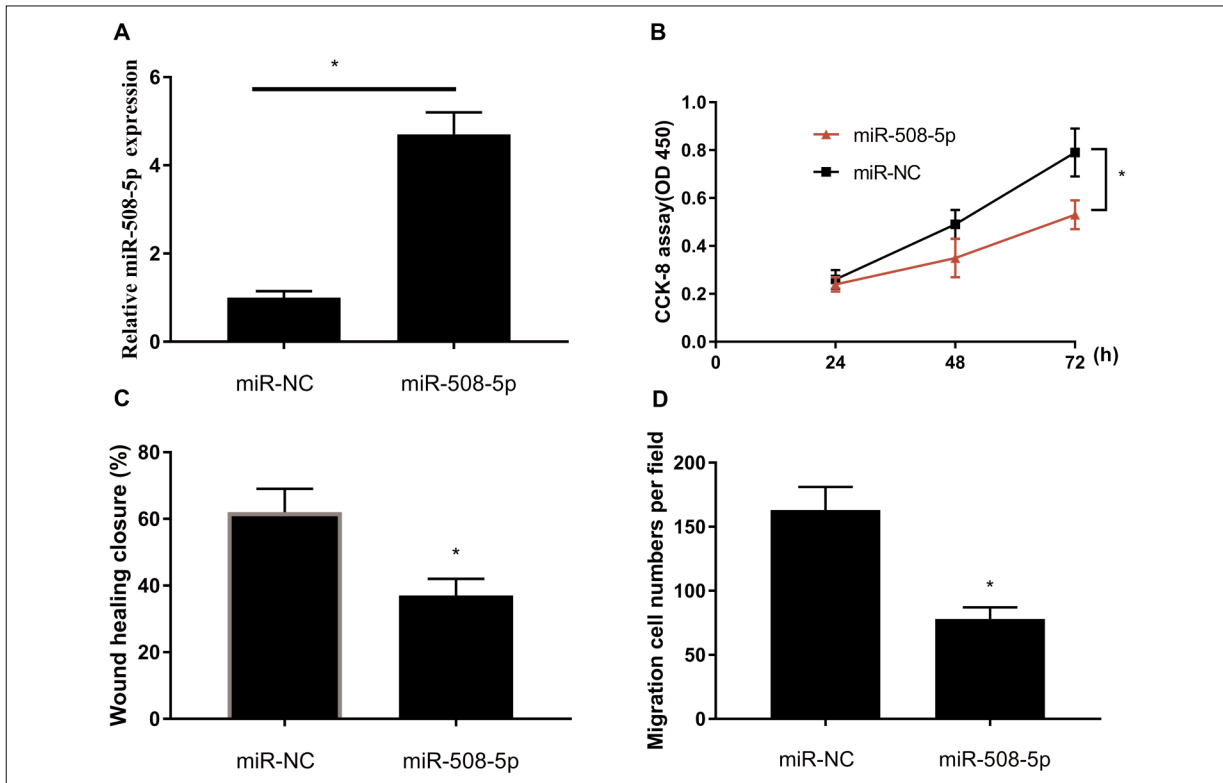 A
Relative miR-508-5p expression
6
4
2
0
*
miR-NC
miR-508-5p
B
CCK-8 assay(OD 450)
1.0
0.8
0.6
0.4
0.2
0.0
miR-508-5p
miR-NC
*
0
24
48
72
(h)
C
Wound healing closure (%)
80
60
40
20
0
*
miR-NC
miR-508-5p
D
Migration cell numbers per field
200
150
100
50
0
*
miR-NC
miR-508-5p